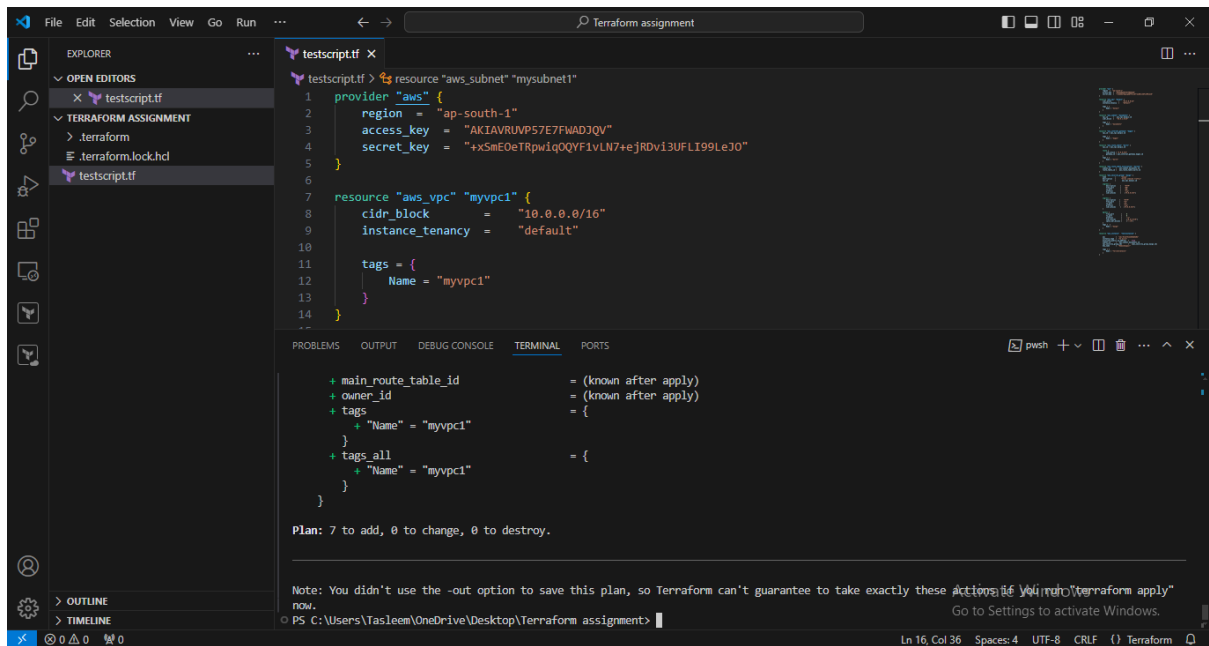 File Edit Selection View Go Run ··· Terraform assignment
EXPLORER ···
OPEN EDITORS
testscript.tf
TERRAFORM ASSIGNMENT
.terraform
.terraform.lock.hcl
testscript.tf
OUTLINE
TIMELINE
testscript.tf
testscript.tf > resource "aws_subnet" "mysubnet1"
1 provider "aws" {
2 region = "ap-south-1"
3 access_key = "AKIAVRUVP57E7FWADJQV"
4 secret_key =
5 }
6
7 resource "aws_vpc" "myvpc1" {
8 cidr_block = "10.0.0.0/16"
9 instance_tenancy = "default"
10
11 tags = {
12 Name = "myvpc1"
13 }
14 }
PROBLEMS OUTPUT DEBUG CONSOLE TERMINAL PORTS pwsh
+ main_route_table_id = (known after apply)
+ owner_id = (known after apply)
+ tags = {
+ "Name" = "myvpc1"
}
+ tags_all = {
+ "Name" = "myvpc1"
}
}
Plan: 7 to add, 0 to change, 0 to destroy.
Note: You didn't use the -out option to save this plan, so Terraform can't guarantee to take exactly these actions if you run "terraform apply"
now.
PS C:\Users\Tasleem\OneDrive\Desktop\Terraform assignment>
Activate Windows
Go to Settings to activate Windows.
0 0 0 Ln 16, Col 36 Spaces: 4 UTF-8 CRLF {} Terraform